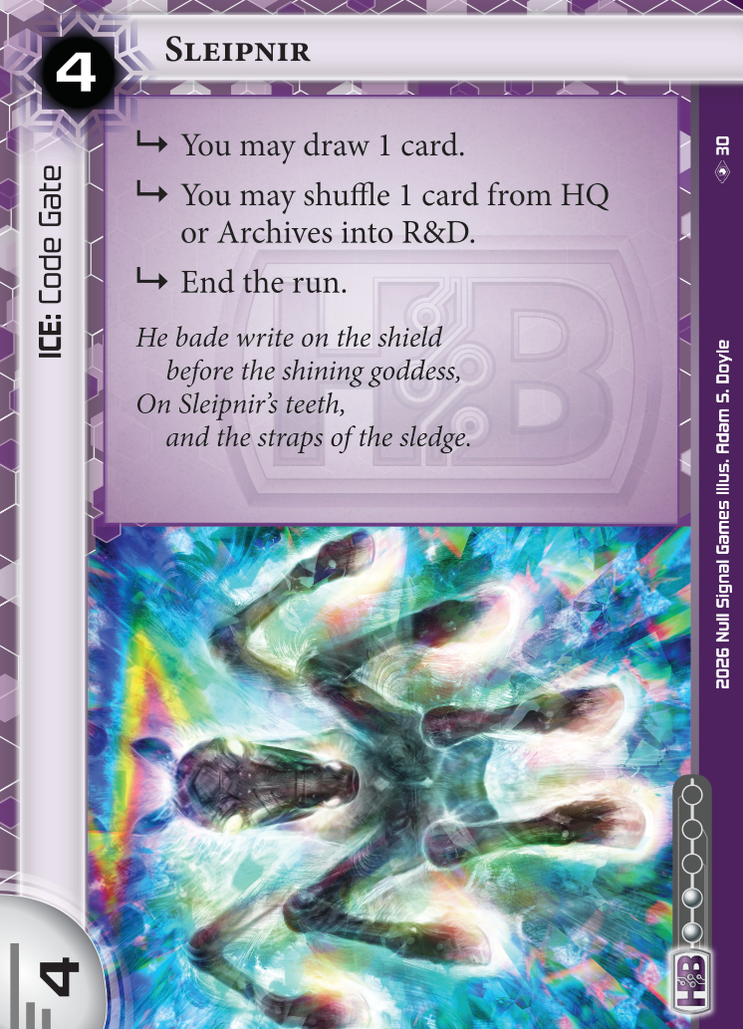 4
SLEIPNIR
ICE: Code Gate
↳ You may draw 1 card.
↳ You may shuffle 1 card from HQ
or Archives into R&D.
↳ End the run.
He bade write on the shield
before the shining goddess,
On Sleipnir’s teeth,
and the straps of the sledge.
HB
30
2026 Null Signal Games Illus. Adam S. Doyle
4
HB